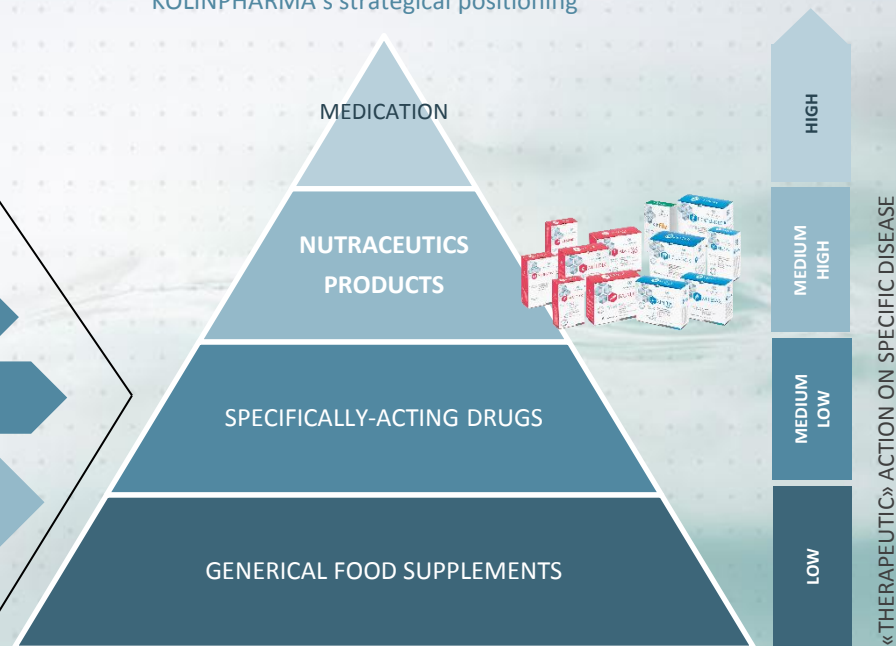 KOLINPHARMA's strategical positioning
MEDICATION
NUTRACEUTICS
PRODUCTS
SPECIFICALLY-ACTING DRUGS
GENERICAL FOOD SUPPLEMENTS
HIGH
MEDIUM
HIGH
MEDIUM
LOW
LOW
«THERAPEUTIC» ACTION ON SPECIFIC DISEASE